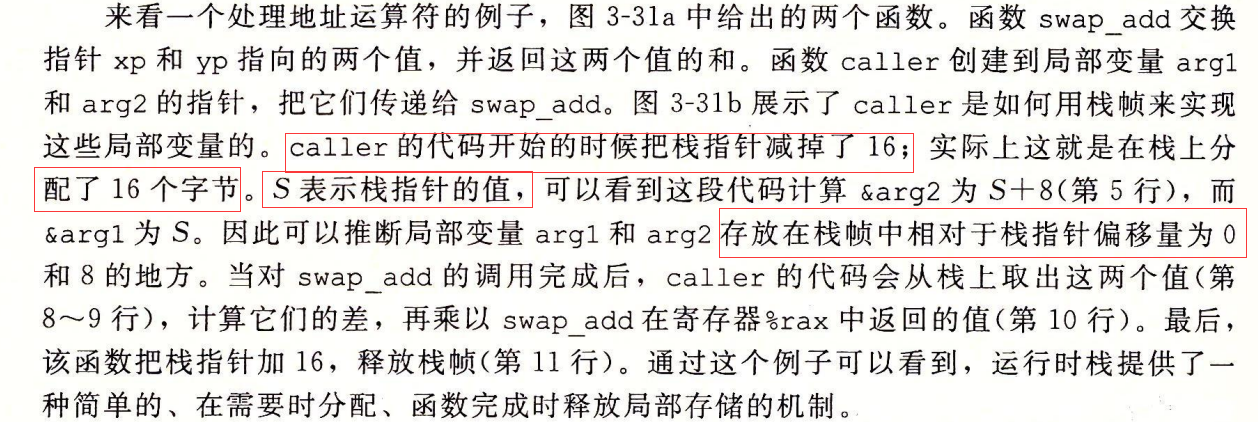 来看一个处理地址运算符的例子，图 3-31a 中给出的两个函数。函数 swap_add 交换
指针 xp 和 yp 指向的两个值，并返回这两个值的和。函数 caller 创建到局部变量 arg1
和 arg2 的指针，把它们传递给 swap_add。图 3-31b 展示了 caller 是如何用栈帧来实现
这些局部变量的。caller 的代码开始的时候把栈指针减掉了 16；实际上这就是在栈上分
配了 16 个字节。S 表示栈指针的值，可以看到这段代码计算 &arg2 为 S+8(第 5 行)，而
&arg1 为 S。因此可以推断局部变量 arg1 和 arg2 存放在栈帧中相对于栈指针偏移量为 0
和 8 的地方。当对 swap_add 的调用完成后，caller 的代码会从栈上取出这两个值(第
8～9 行)，计算它们的差，再乘以 swap_add 在寄存器%rax 中返回的值(第 10 行)。最后，
该函数把栈指针加 16，释放栈帧(第 11 行)。通过这个例子可以看到，运行时栈提供了一
种简单的、在需要时分配、函数完成时释放局部存储的机制。